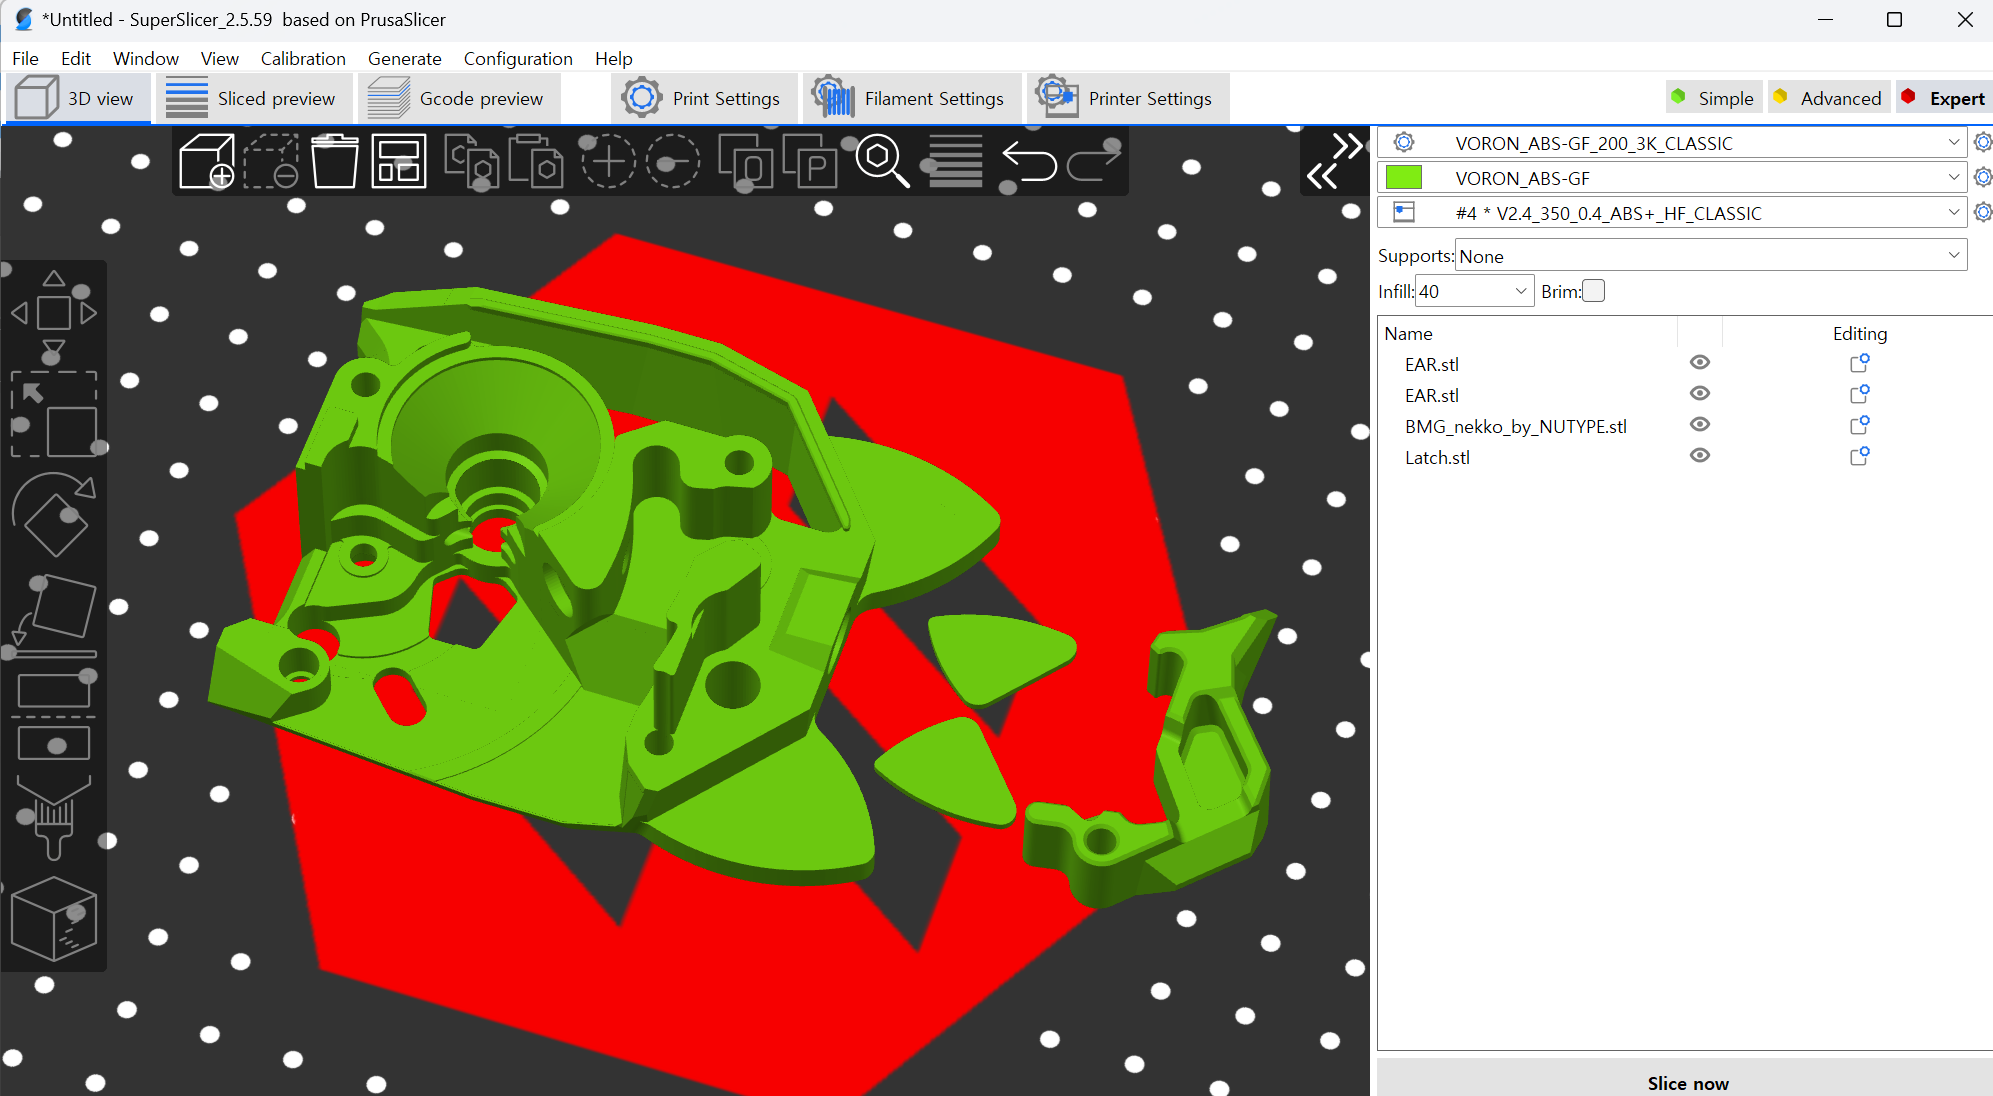 *Untitled - SuperSlicer_2.5.59 based on PrusaSlicer
File Edit Window View Calibration Generate Configuration Help
3D view Sliced preview Gcode preview Print Settings Filament Settings Printer Settings Simple Advanced Expert
VORON_ABS-GF_200_3K_CLASSIC
VORON_ABS-GF
#4 * V2.4_350_0.4_ABS+_HF_CLASSIC
Supports: None
Infill: 40 Brim:
Name Editing
EAR.stl
EAR.stl
BMG_nekko_by_NUTYPE.stl
Latch.stl
Slice now